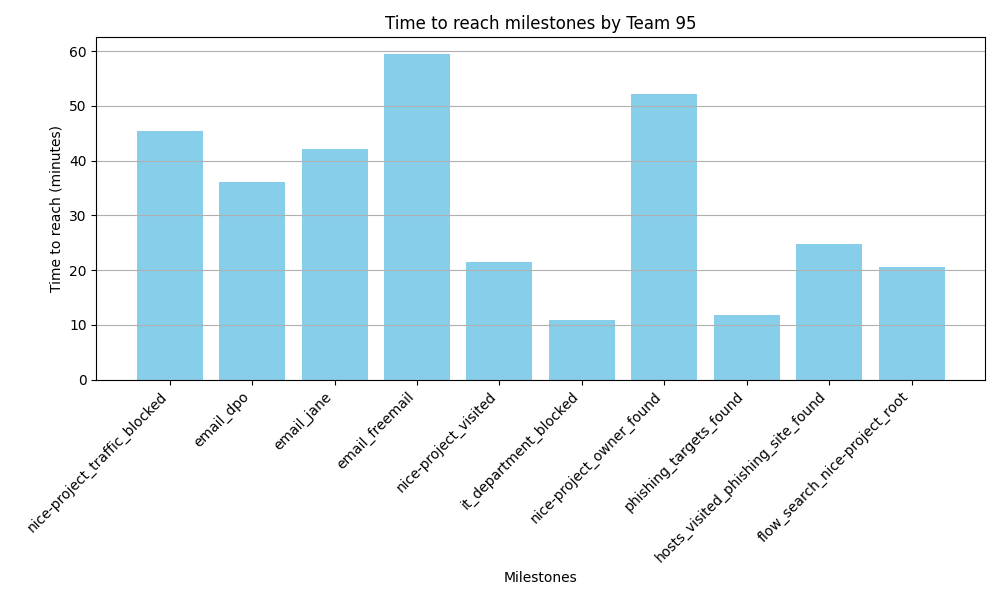 Time to reach milestones by Team 95
Time to reach (minutes)
60
50
40
30
20
10
0
nice-project_traffic_blocked
email_dpo
email_jane
email_freemail
nice-project_visited
it_department_blocked
nice-project_owner_found
phishing_targets_found
hosts_visited_phishing_site_found
flow_search_nice-project_root
Milestones